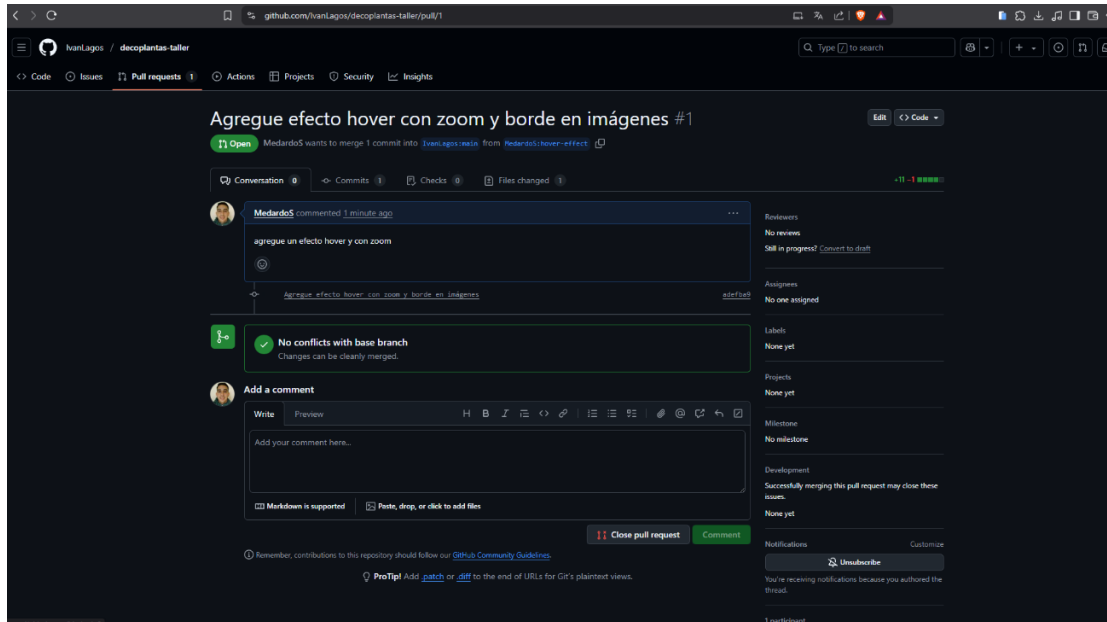 github.com/IvanLagos/decoplantas-taller/pull/1
IvanLagos / decoplantas-taller
Type / to search
Code Issues Pull requests 1 Actions Projects Security Insights
Agregue efecto hover con zoom y borde en imágenes #1
Edit Code
Open MedardoS wants to merge 1 commit into IvanLagos:main from MedardoS:hover-effect
Conversation 0 Commits 1 Checks 0 Files changed 1
+11 −1
MedardoS commented 1 minute ago
agregue un efecto hover y con zoom
Agregue efecto hover con zoom y borde en imágenes adefba9
No conflicts with base branch
Changes can be cleanly merged.
Add a comment
Write Preview
Add your comment here...
Markdown is supported Paste, drop, or click to add files
Close pull request Comment
Remember, contributions to this repository should follow our GitHub Community Guidelines.
ProTip! Add .patch or .diff to the end of URLs for Git's plaintext views.
Reviewers
No reviews
Still in progress? Convert to draft
Assignees
No one assigned
Labels
None yet
Projects
None yet
Milestone
No milestone
Development
Successfully merging this pull request may close these
issues.
None yet
Notifications Customize
Unsubscribe
You're receiving notifications because you authored the
thread.
1 participant